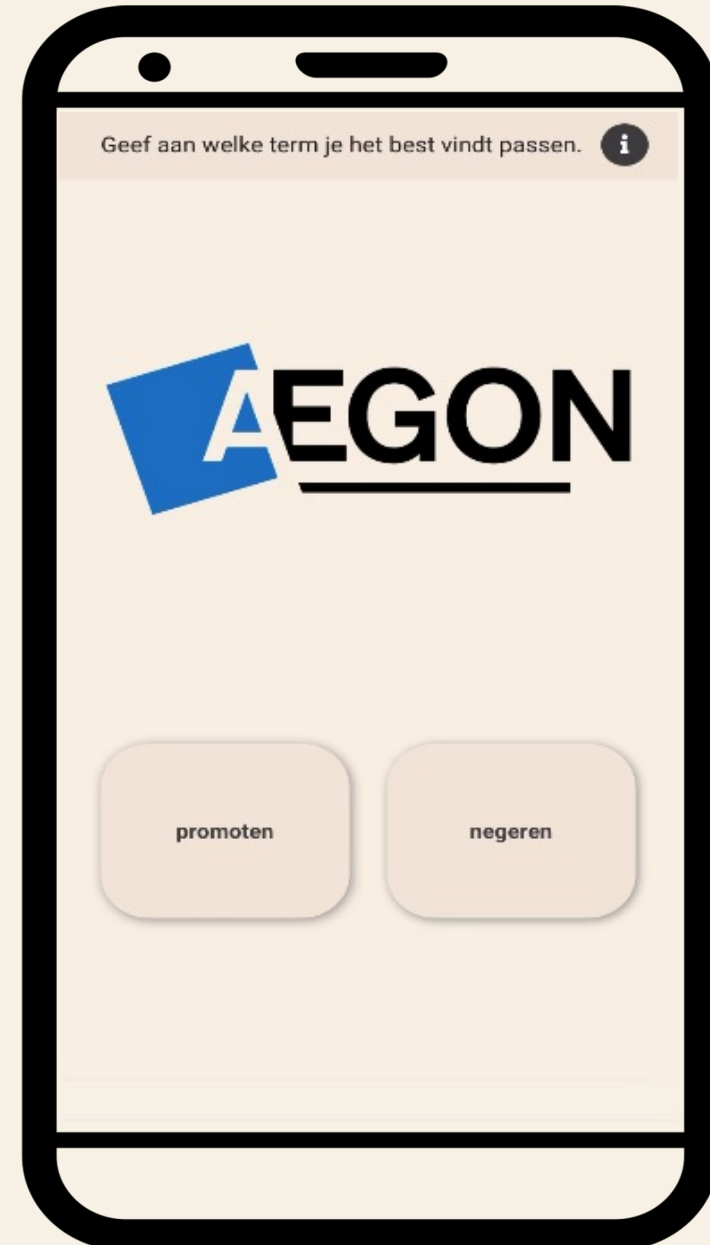 Geef aan welke term je het best vindt passen. i
AEGON
promoten negeren